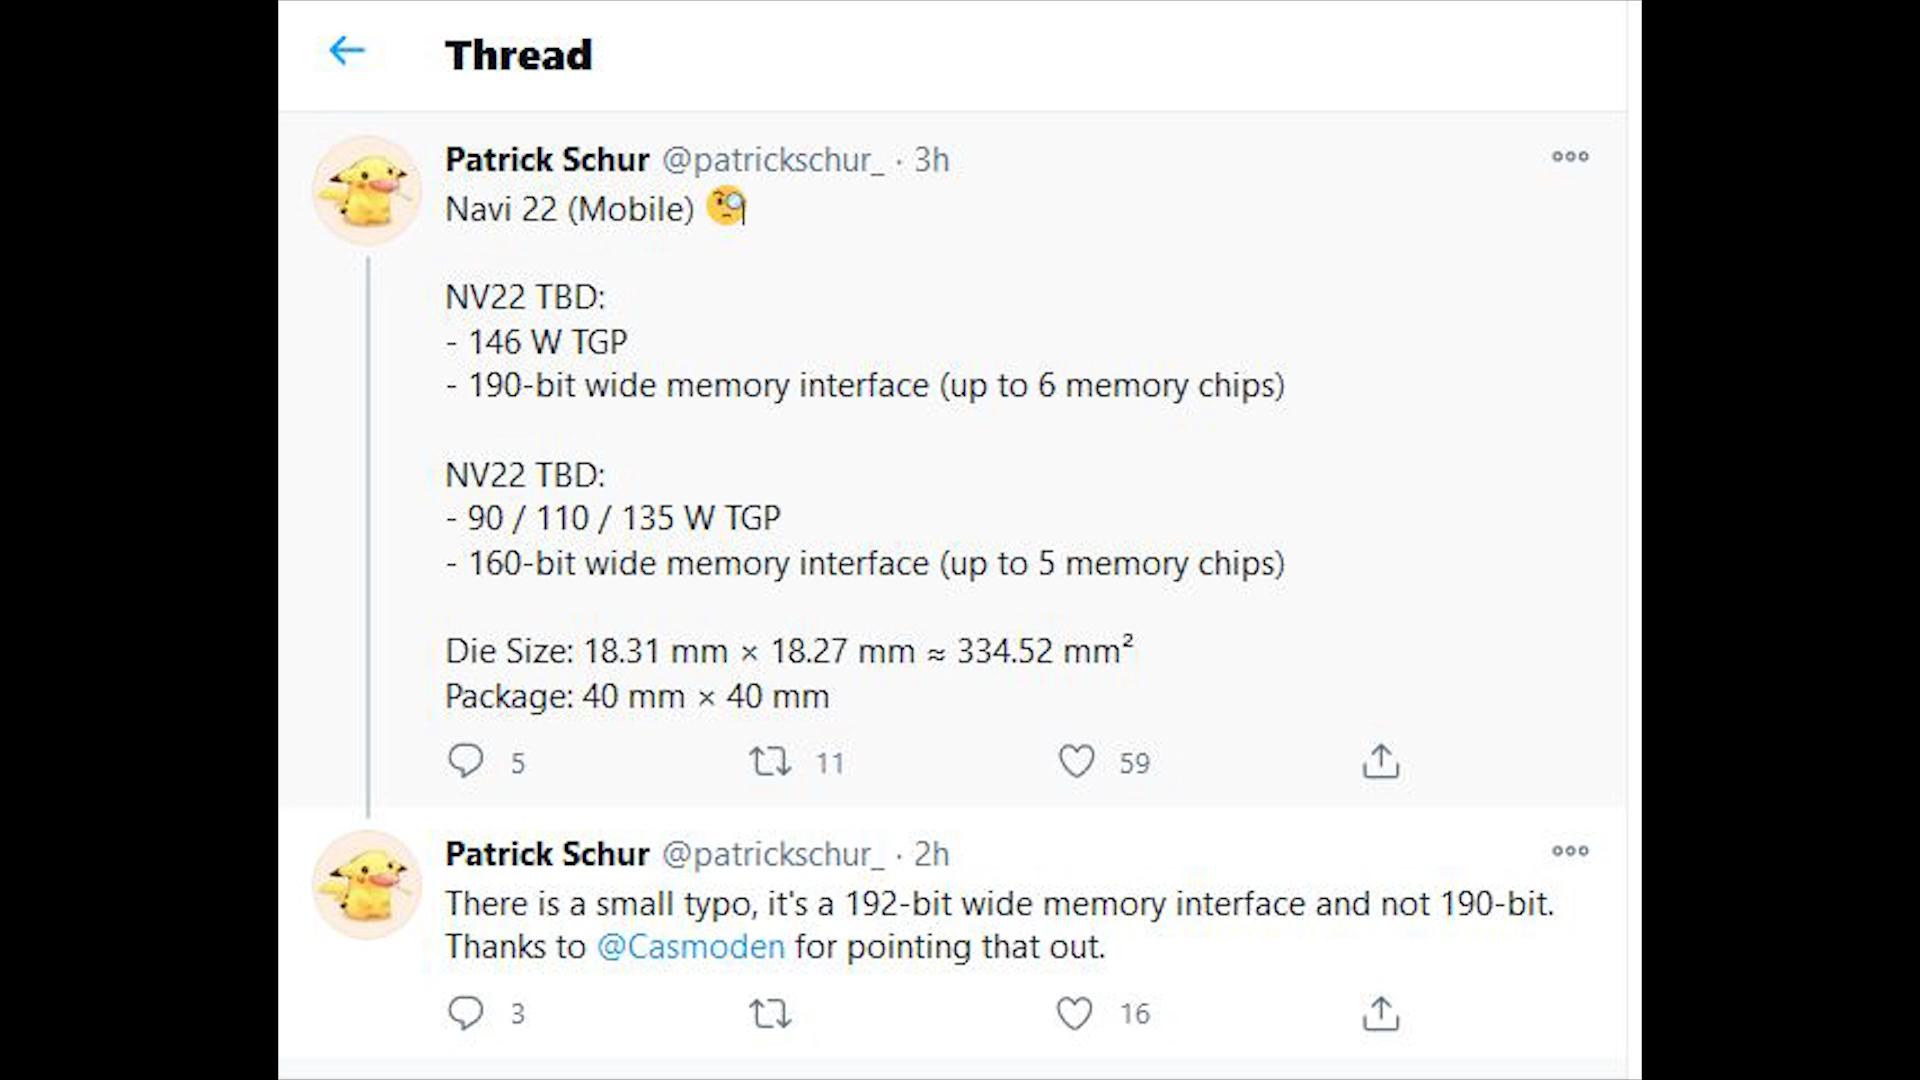 Thread
Patrick Schur @patrickschur_ · 3h
Navi 22 (Mobile) 🧐
NV22 TBD:
- 146 W TGP
- 190-bit wide memory interface (up to 6 memory chips)
NV22 TBD:
- 90 / 110 / 135 W TGP
- 160-bit wide memory interface (up to 5 memory chips)
Die Size: 18.31 mm × 18.27 mm ≈ 334.52 mm²
Package: 40 mm × 40 mm
5 11 59
Patrick Schur @patrickschur_ · 2h
There is a small typo, it's a 192-bit wide memory interface and not 190-bit.
Thanks to @Casmoden for pointing that out.
3 16